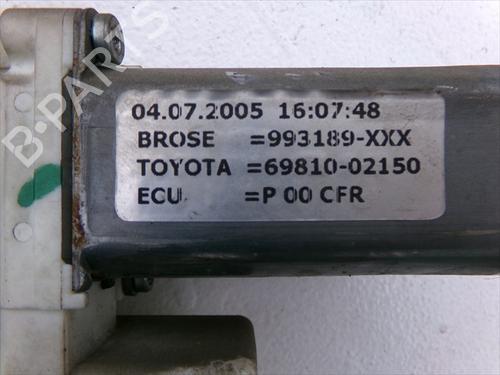 B-PARTS
04.07.2005 16:07:48
BROSE =993189-XXX
TOYOTA =69810-02150
ECU =P 00 CFR